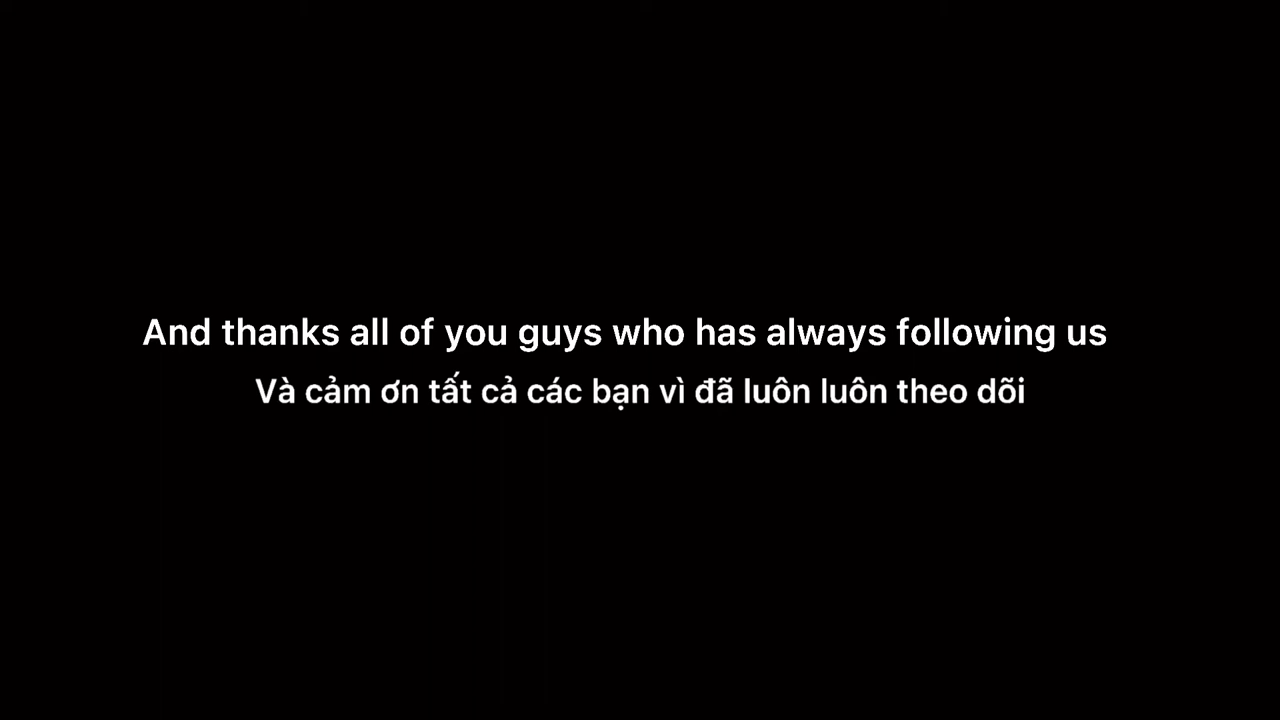 And thanks all of you guys who has always following us
Và cảm ơn tất cả các bạn vì đã luôn luôn theo dõi